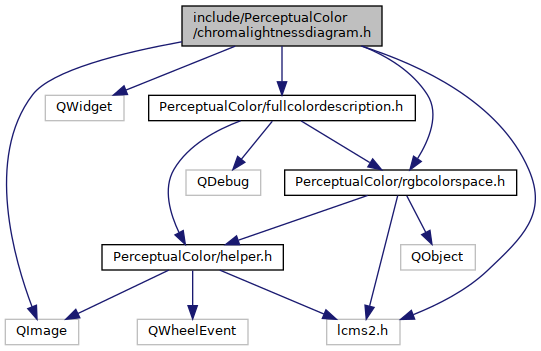 include/PerceptualColor
/chromalightnessdiagram.h
QWidget
PerceptualColor/fullcolordescription.h
QDebug
PerceptualColor/rgbcolorspace.h
PerceptualColor/helper.h
QObject
QImage
QWheelEvent
lcms2.h